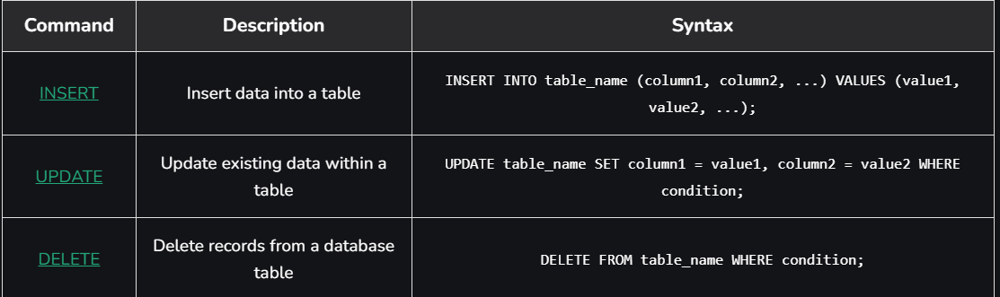 Command Description Syntax
INSERT
Insert data into a table
INSERT INTO table_name (column1, column2, ...) VALUES (value1,
value2, ...);
UPDATE
Update existing data within a
table
UPDATE table_name SET column1 = value1, column2 = value2 WHERE
condition;
DELETE
Delete records from a database
table
DELETE FROM table_name WHERE condition;